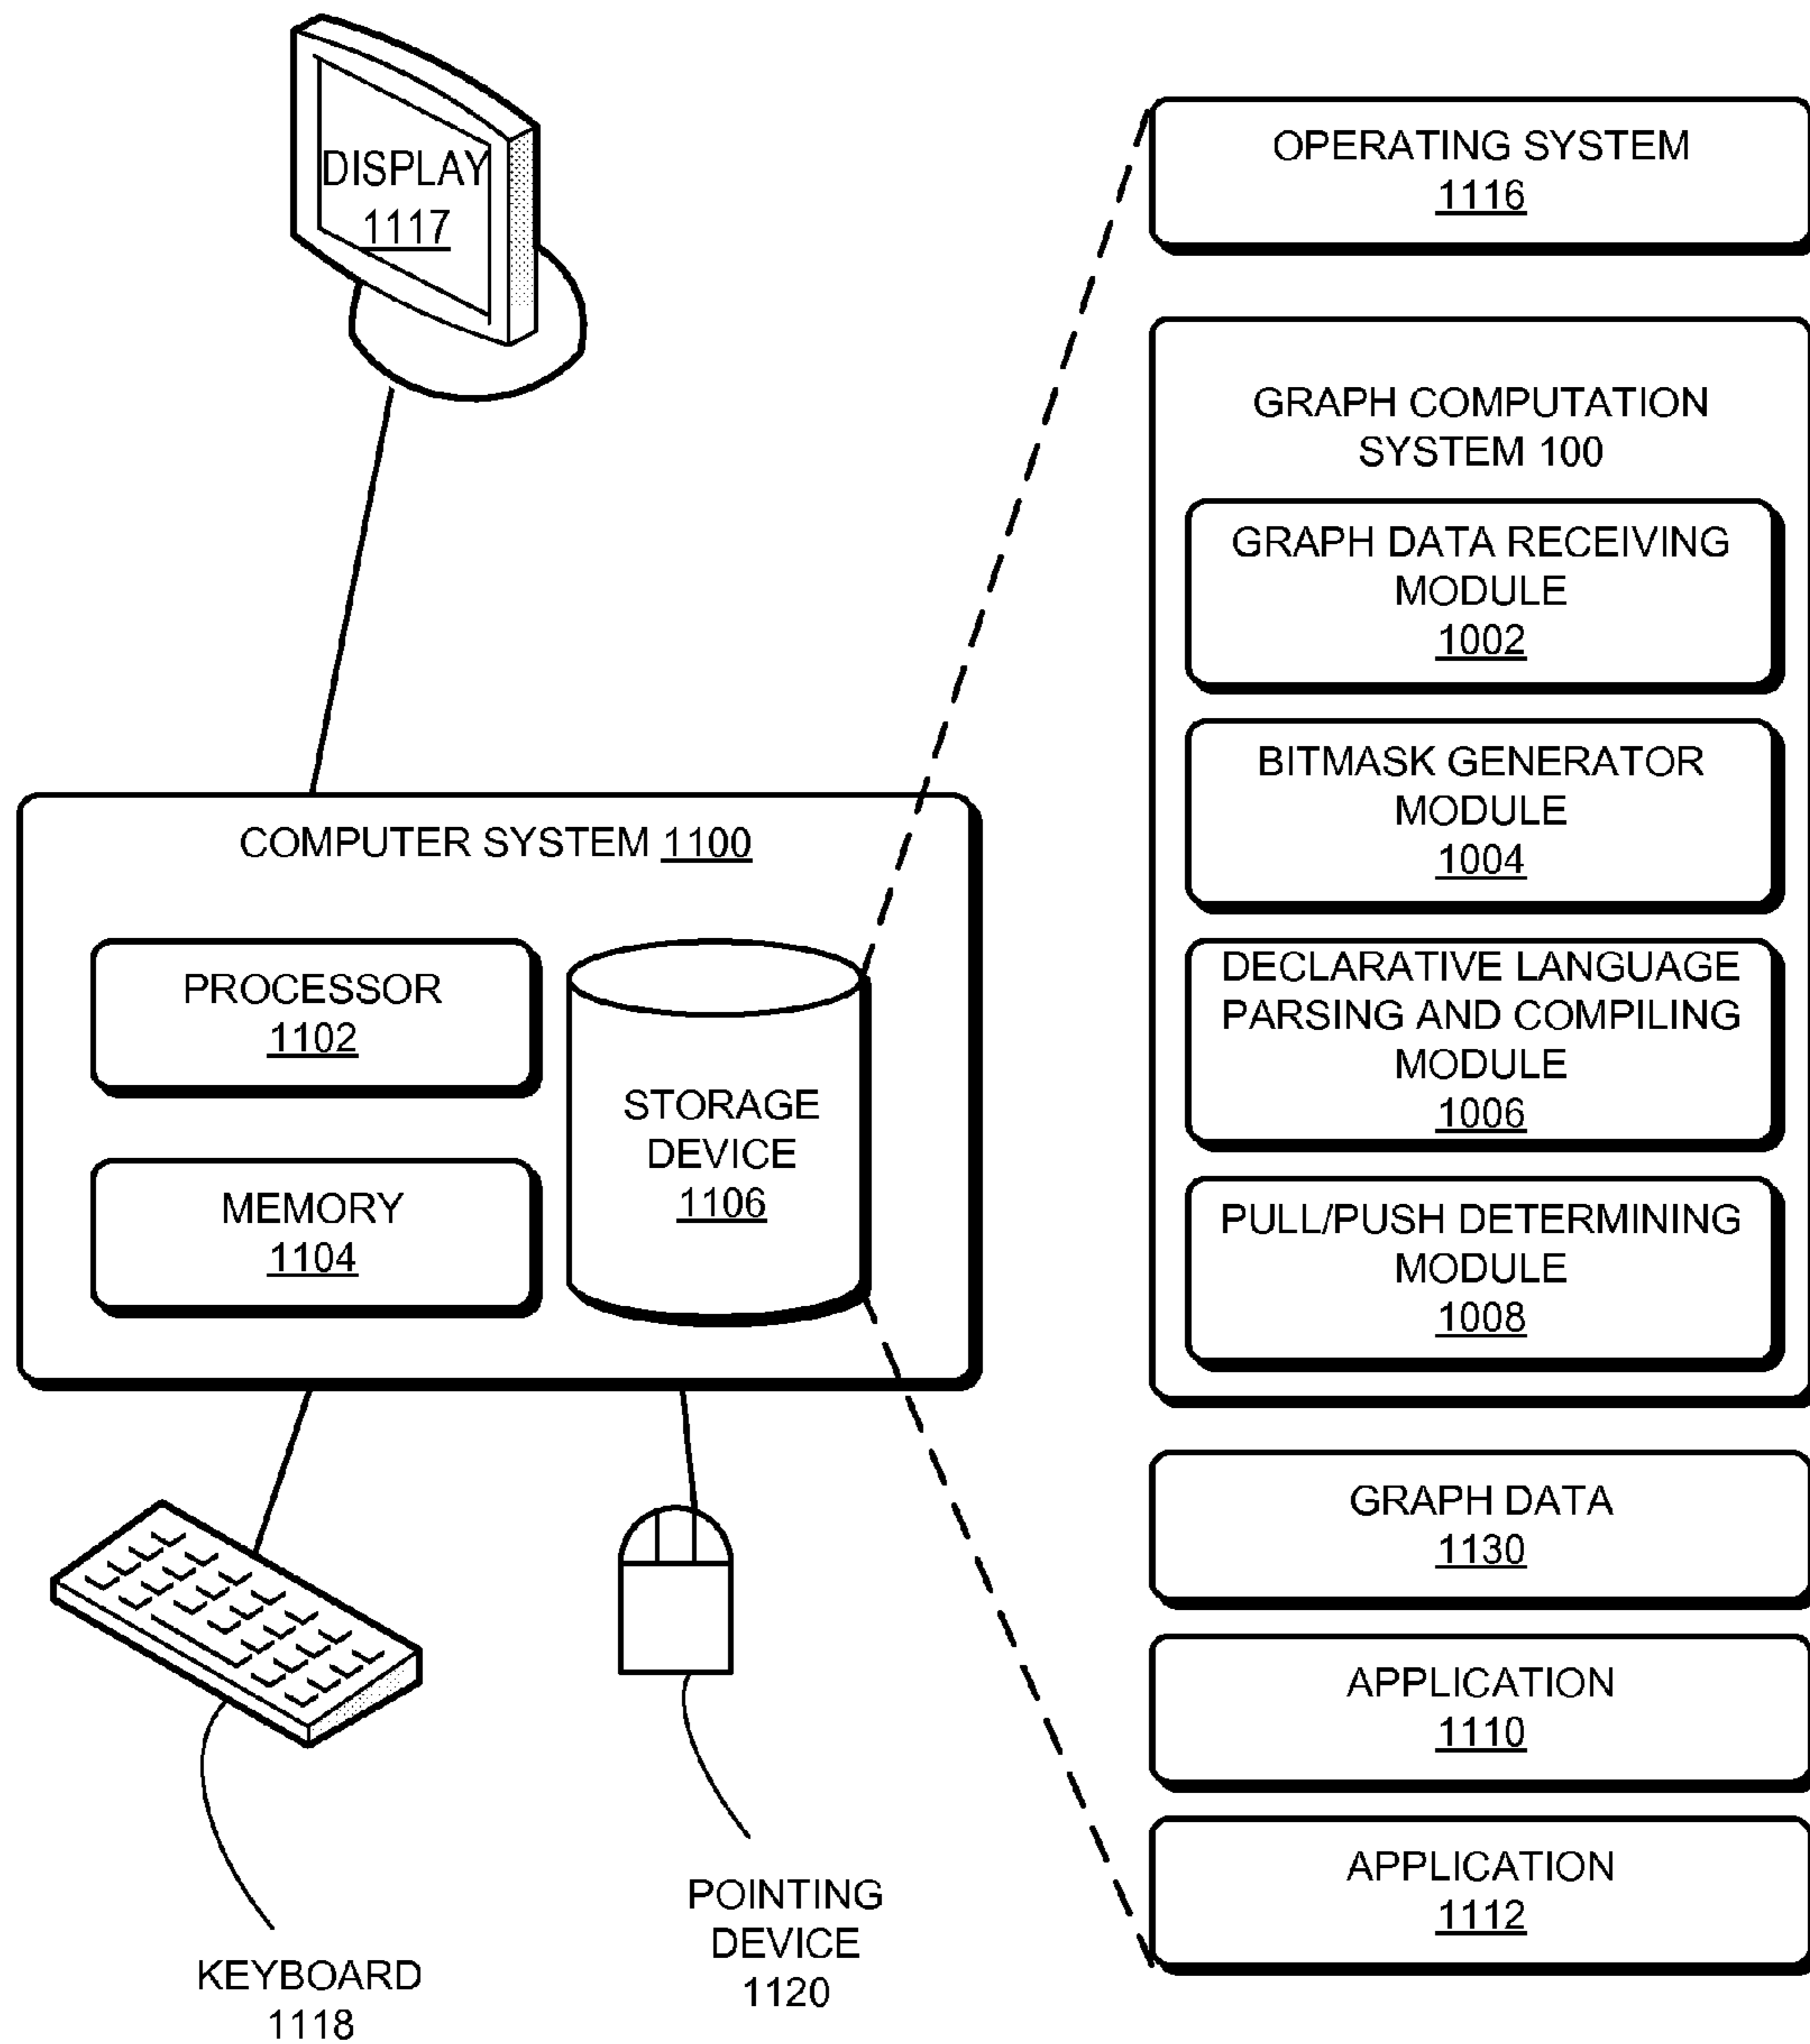 DISPLAY
1117
COMPUTER SYSTEM 1100
PROCESSOR
1102
MEMORY
1104
STORAGE
DEVICE
1106
KEYBOARD
1118
POINTING
DEVICE
1120
OPERATING SYSTEM
1116
GRAPH COMPUTATION
SYSTEM 100
GRAPH DATA RECEIVING
MODULE
1002
BITMASK GENERATOR
MODULE
1004
DECLARATIVE LANGUAGE
PARSING AND COMPILING
MODULE
1006
PULL/PUSH DETERMINING
MODULE
1008
GRAPH DATA
1130
APPLICATION
1110
APPLICATION
1112